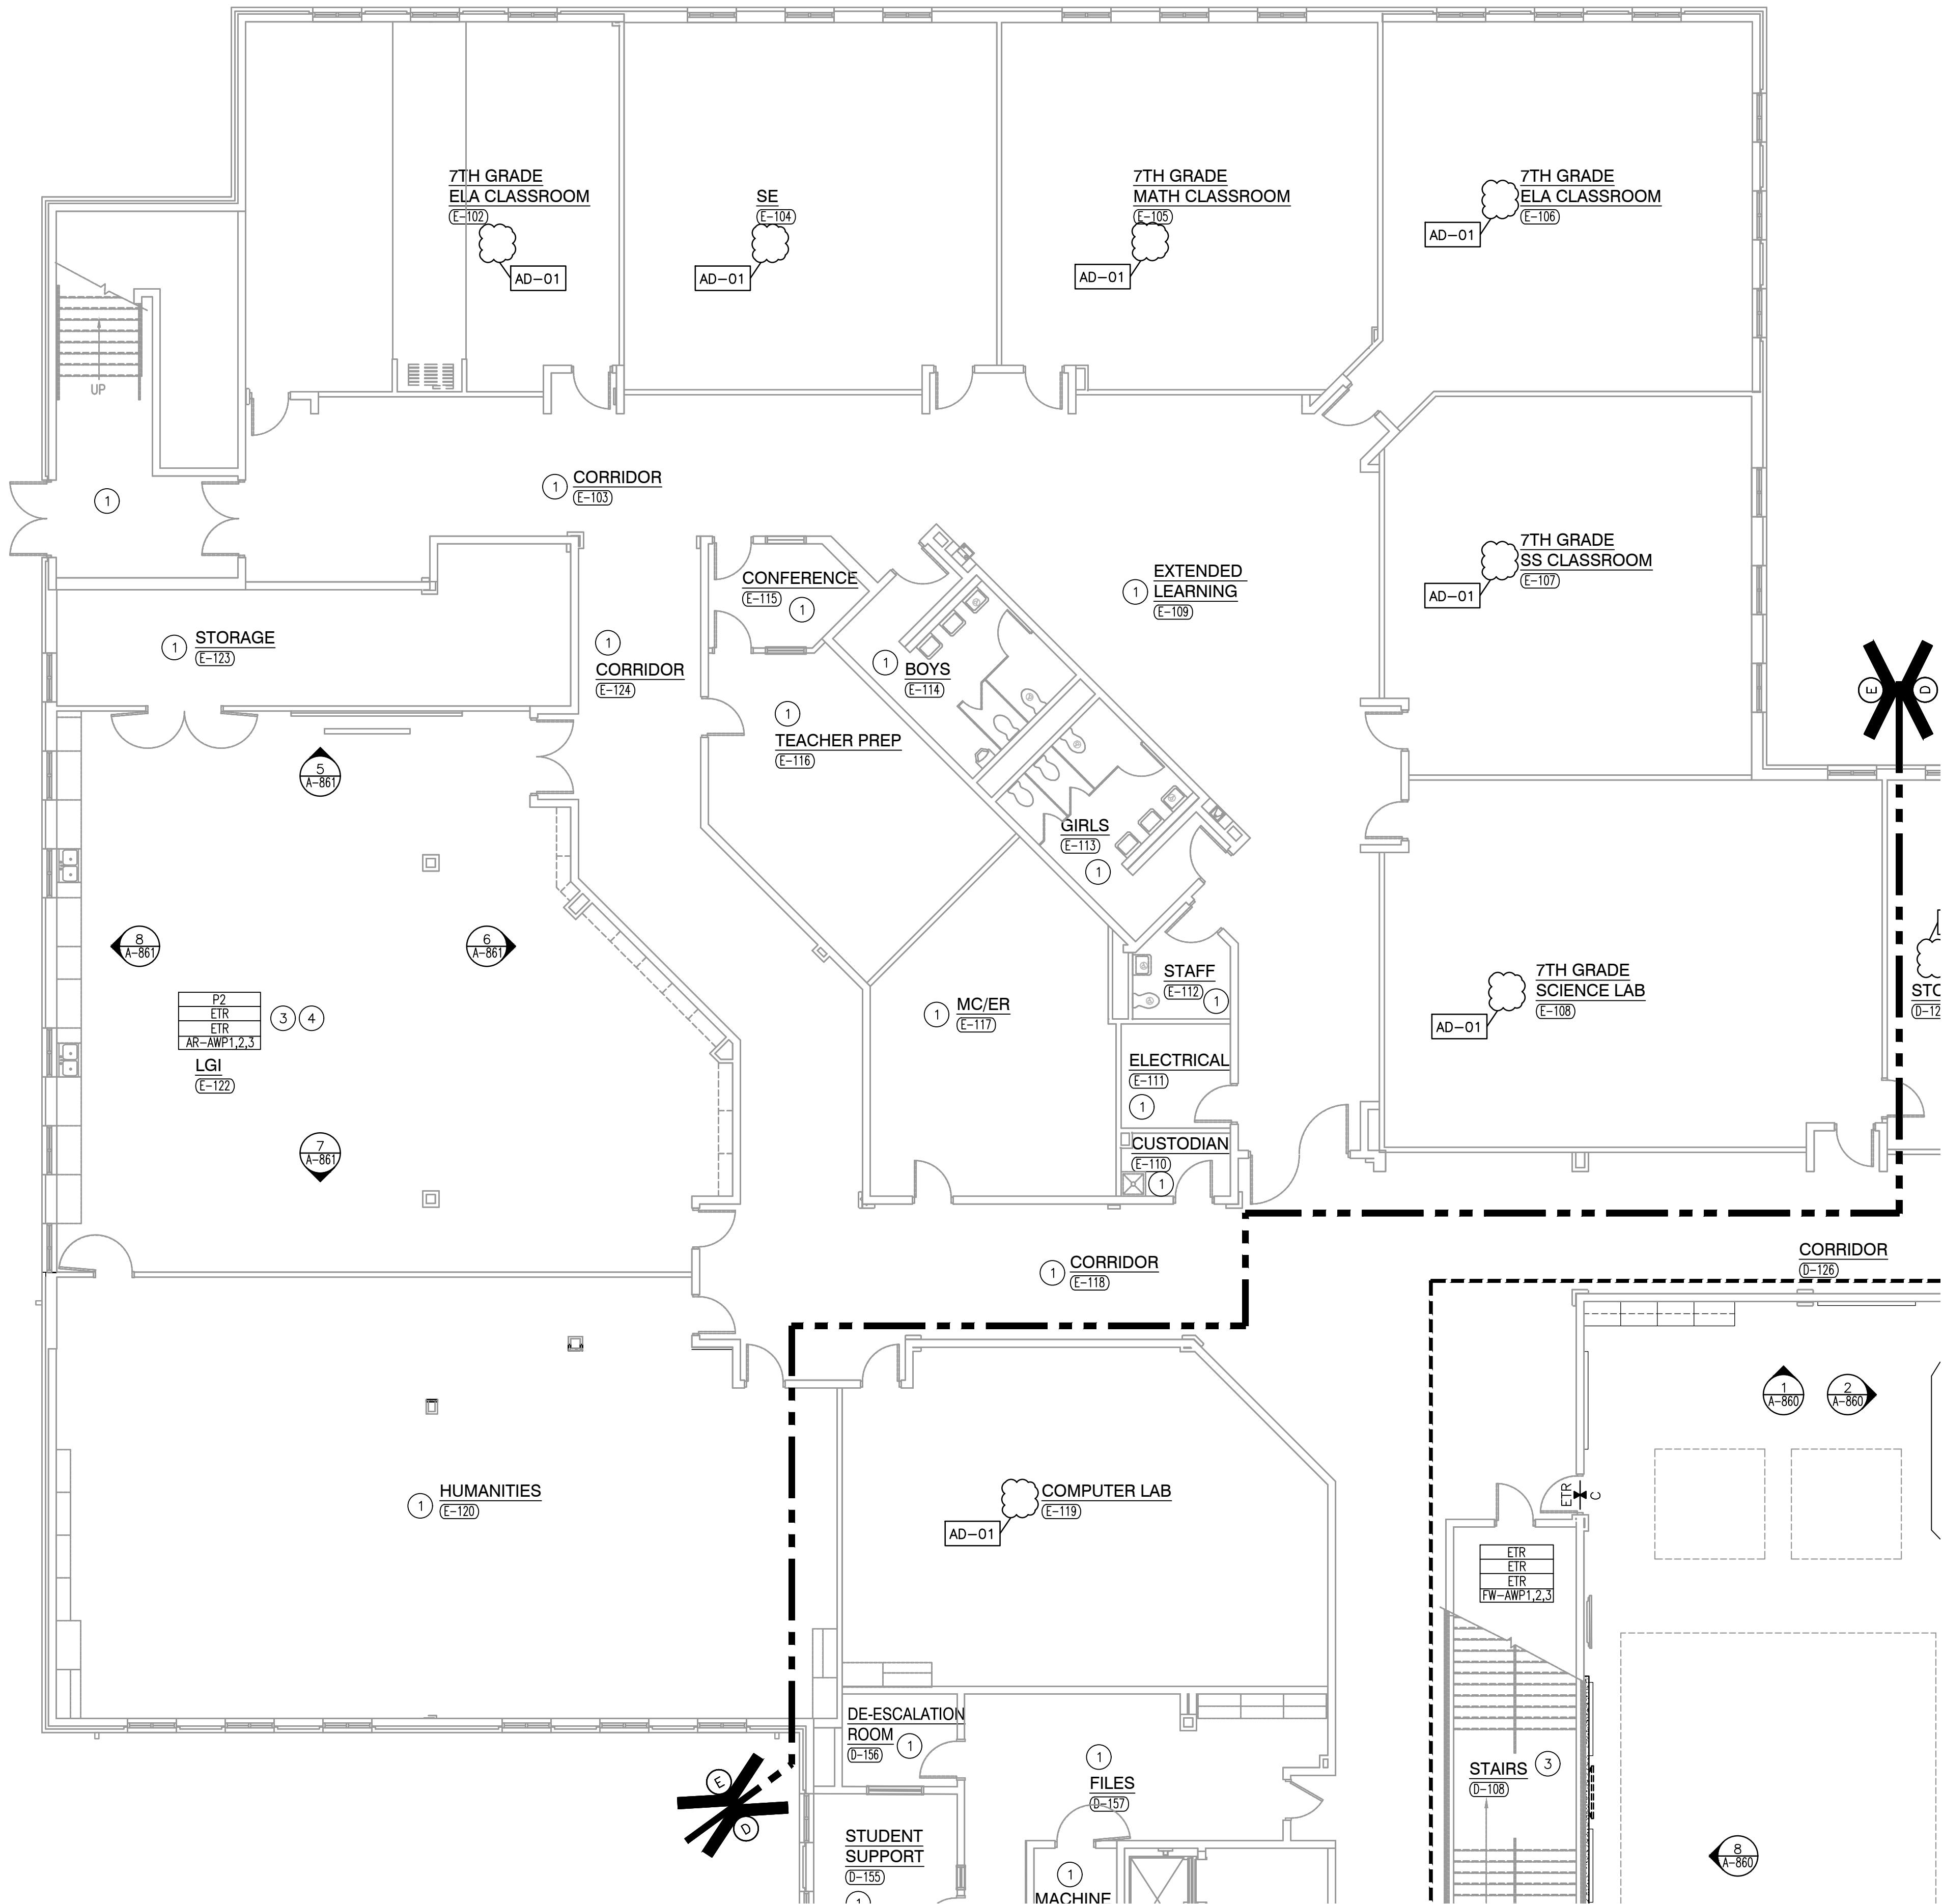 7TH GRADE
ELA CLASSROOM
E-102
AD-01
SE
E-104
AD-01
7TH GRADE
MATH CLASSROOM
E-105
AD-01
7TH GRADE
ELA CLASSROOM
E-106
AD-01
UP
1
1
CORRIDOR
E-103
1
STORAGE
E-123
1
CORRIDOR
E-124
CONFERENCE
E-115
1
1
BOYS
E-114
1
EXTENDED
LEARNING
E-109
7TH GRADE
SS CLASSROOM
E-107
AD-01
E
D
1
TEACHER PREP
E-116
GIRLS
E-113
1
5
A-861
8
A-861
6
A-861
P2
ETR
ETR
AR-AWP1,2,3
3
4
LGI
E-122
7
A-861
1
MC/ER
E-117
STAFF
E-112
1
ELECTRICAL
E-111
1
CUSTODIAN
E-110
1
7TH GRADE
SCIENCE LAB
E-108
AD-01
1
CORRIDOR
E-118
CORRIDOR
D-126
1
A-860
2
A-860
1
HUMANITIES
E-120
COMPUTER LAB
E-119
AD-01
ETR
C
ETR
ETR
ETR
FW-AWP1,2,3
DE-ESCALATION
ROOM
D-156
1
1
FILES
D-157
STAIRS
D-108
3
E
D
STUDENT
SUPPORT
D-155
1
1
MACHINE
8
A-860